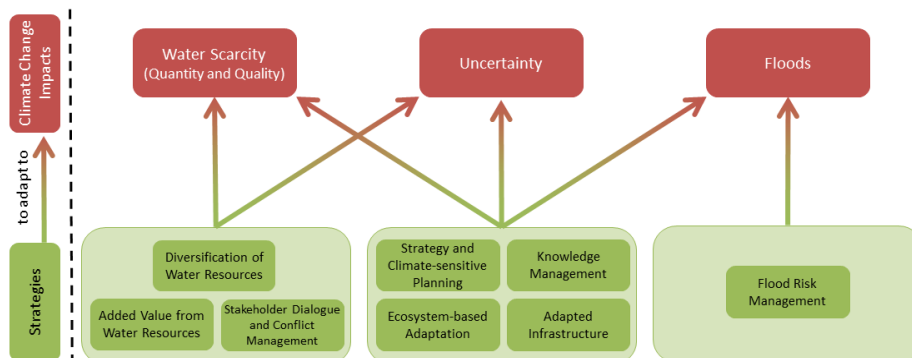 Climate Change
Impacts
to adapt to
Strategies
Water Scarcity
(Quantity and Quality)
Uncertainty
Floods
Diversification of
Water Resources
Added Value from
Water Resources
Stakeholder Dialogue
and Conflict
Management
Strategy and
Climate-sensitive
Planning
Knowledge
Management
Ecosystem-based
Adaptation
Adapted
Infrastructure
Flood Risk
Management